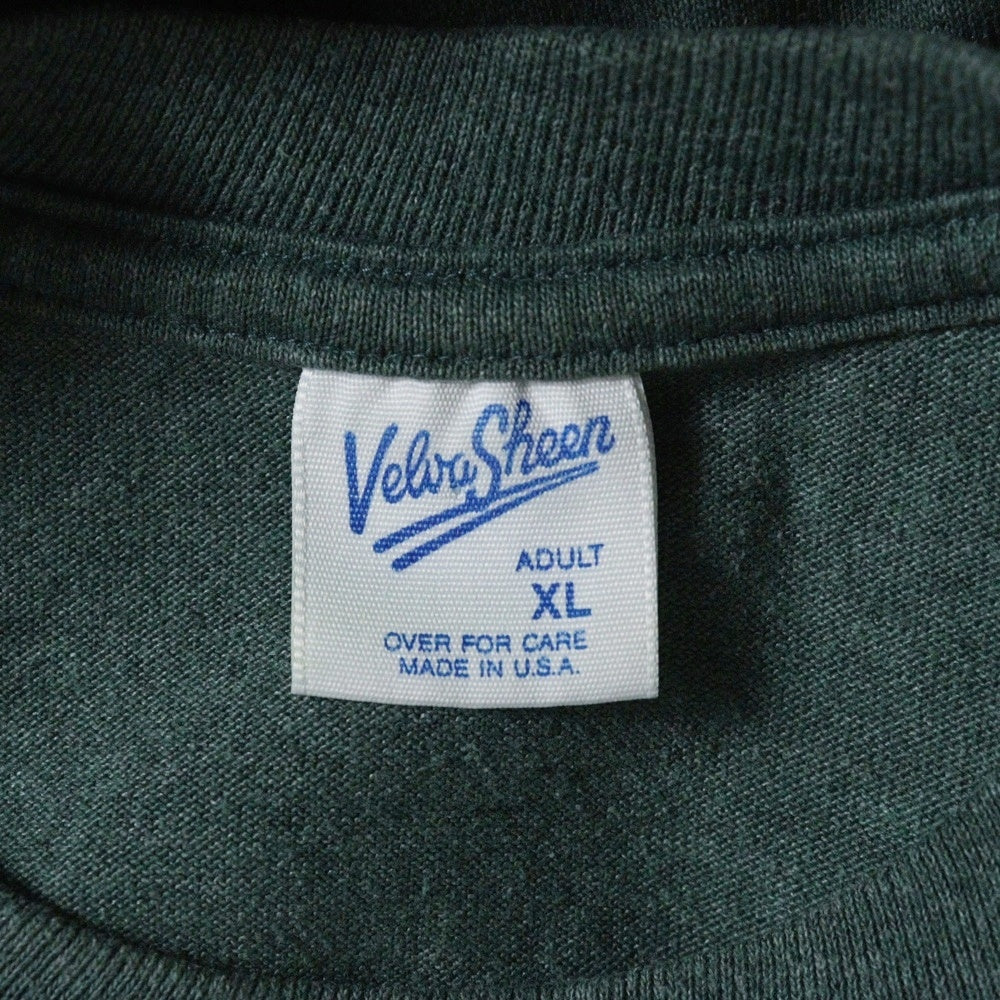 Velva Sheen
ADULT
XL
OVER FOR CARE
MADE IN U.S.A.